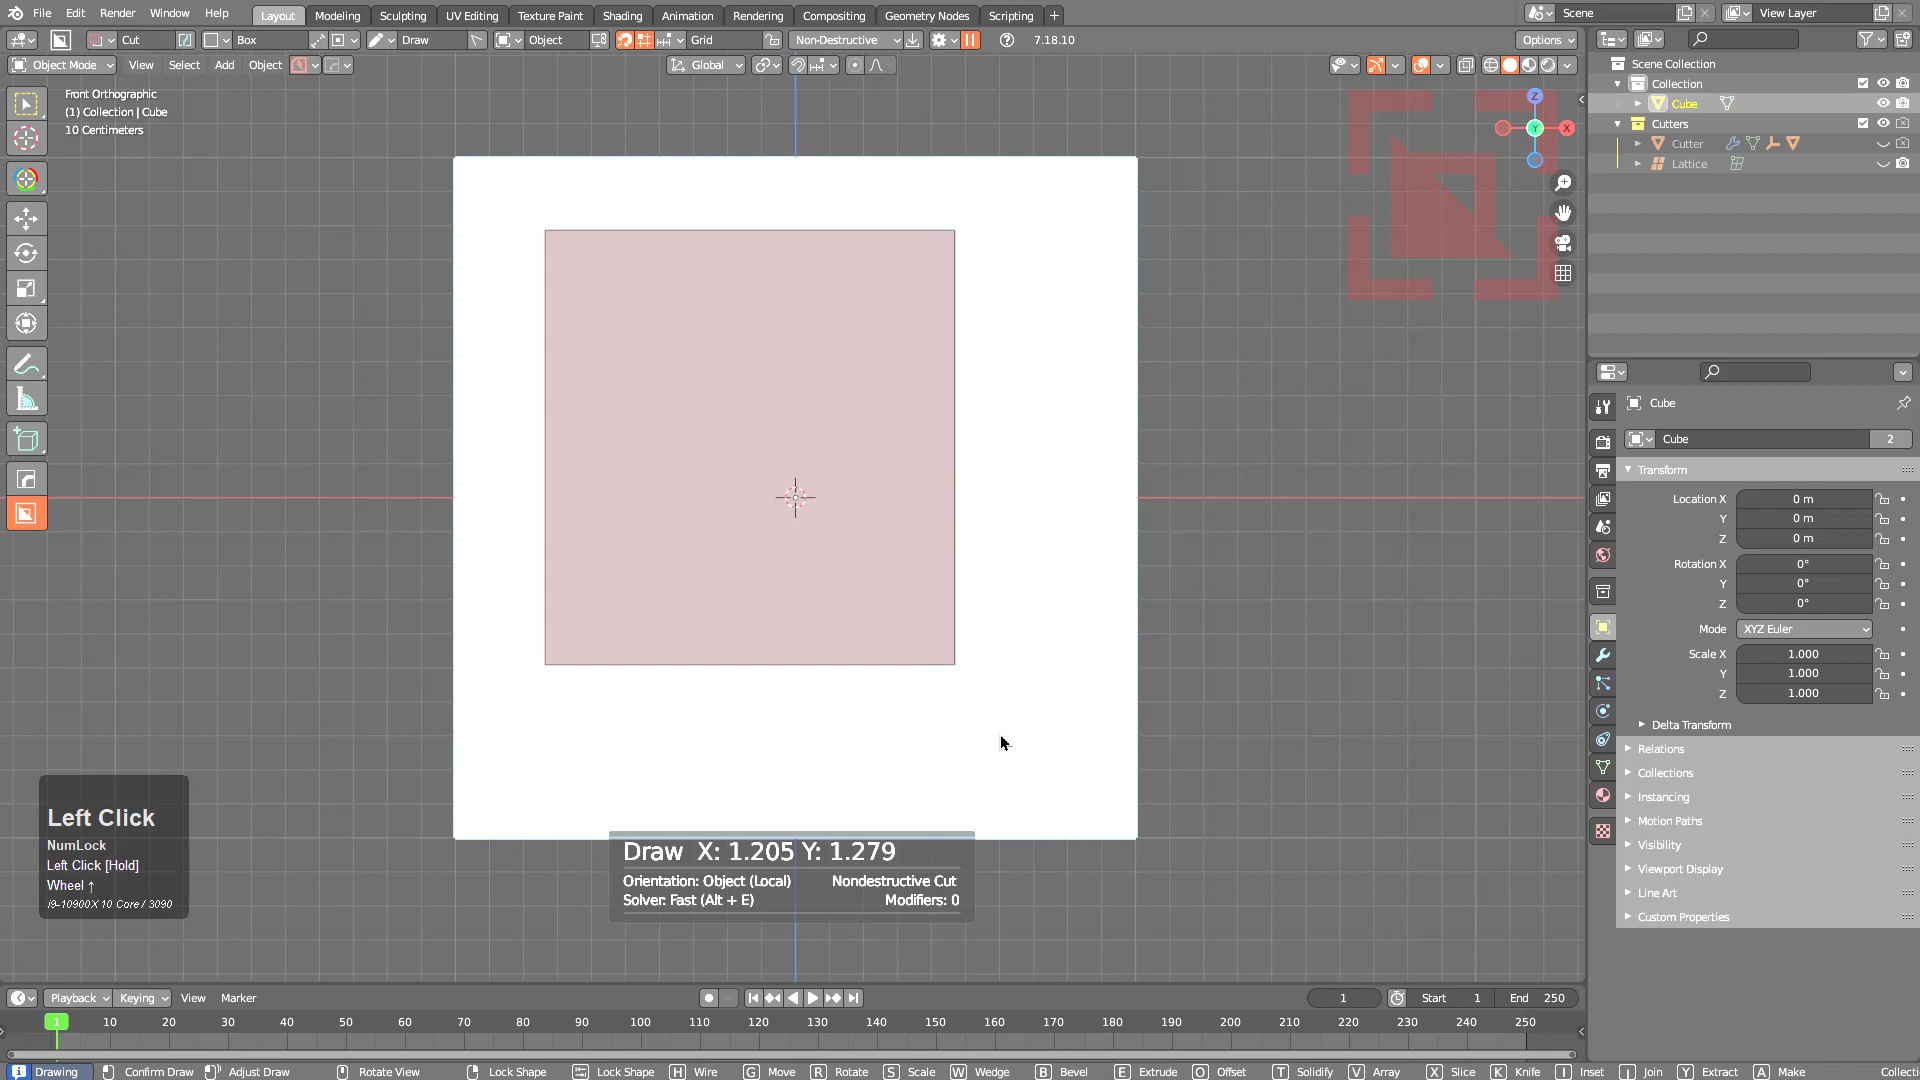 File Edit Render Window Help Layout Modeling Sculpting UV Editing Texture Paint Shading Animation Rendering Compositing Geometry Nodes Scripting + Scene View Layer
Cut Box Draw Object Grid Non-Destructive 7.18.10 Options
Object Mode View Select Add Object Global
Front Orthographic
(1) Collection | Cube
10 Centimeters
Z
X
Y
Scene Collection
Collection
Cube
Cutters
Cutter
Lattice
Cube
Cube 2
Transform
Location X 0 m
Y 0 m
Z 0 m
Rotation X 0°
Y 0°
Z 0°
Mode XYZ Euler
Scale X 1.000
Y 1.000
Z 1.000
Delta Transform
Relations
Collections
Instancing
Motion Paths
Visibility
Viewport Display
Line Art
Custom Properties
Left Click
NumLock
Left Click [Hold]
Wheel ↑
i9-10900X 10 Core / 3090
Draw X: 1.205 Y: 1.279
Orientation: Object (Local) Nondestructive Cut
Solver: Fast (Alt + E) Modifiers: 0
Playback Keying View Marker 1 Start 1 End 250
1 10 20 30 40 50 60 70 80 90 100 110 120 130 140 150 160 170 180 190 200 210 220 230 240 250
Drawing Confirm Draw Adjust Draw Rotate View Lock Shape Lock Shape H Wire G Move R Rotate S Scale W Wedge B Bevel E Extrude O Offset T Solidify V Array X Slice K Knife I Inset J Join Y Extract A Make Collecti